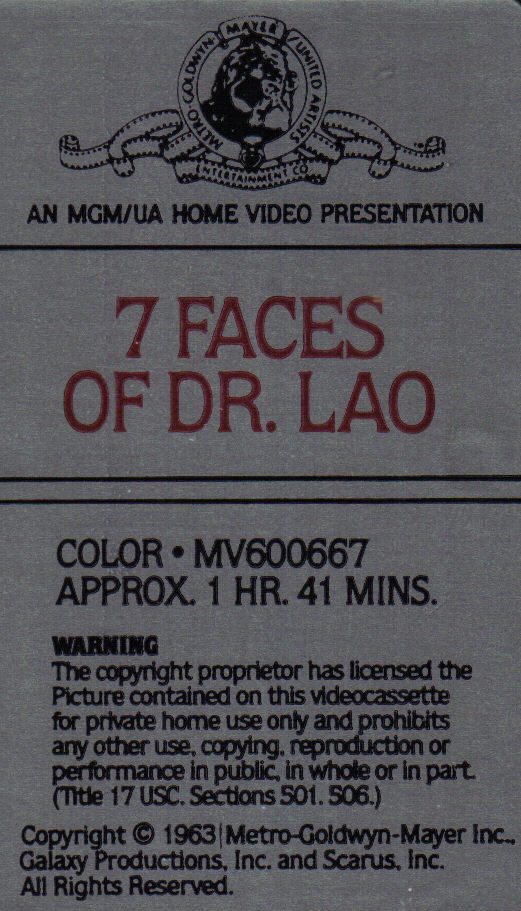 METRO-GOLDWYN-MAYER UNITED ARTISTS
ENTERTAINMENT CO
AN MGM/UA HOME VIDEO PRESENTATION
7 FACES
OF DR. LAO
COLOR • MV600667
APPROX. 1 HR. 41 MINS.
WARNING
The copyright proprietor has licensed the
Picture contained on this videocassette
for private home use only and prohibits
any other use, copying, reproduction or
performance in public, in whole or in part.
(Title 17 USC. Sections 501. 506.)
Copyright © 1963 Metro-Goldwyn-Mayer Inc.,
Galaxy Productions, Inc. and Scarus, Inc.
All Rights Reserved.